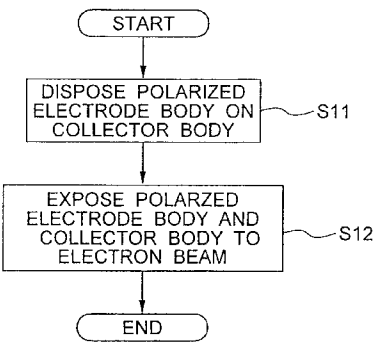 START
DISPOSE POLARIZED
ELECTRODE BODY ON
COLLECTOR BODY
S11
EXPOSE POLARZED
ELECTRODE BODY AND
COLLECTOR BODY TO
ELECTRON BEAM
S12
END